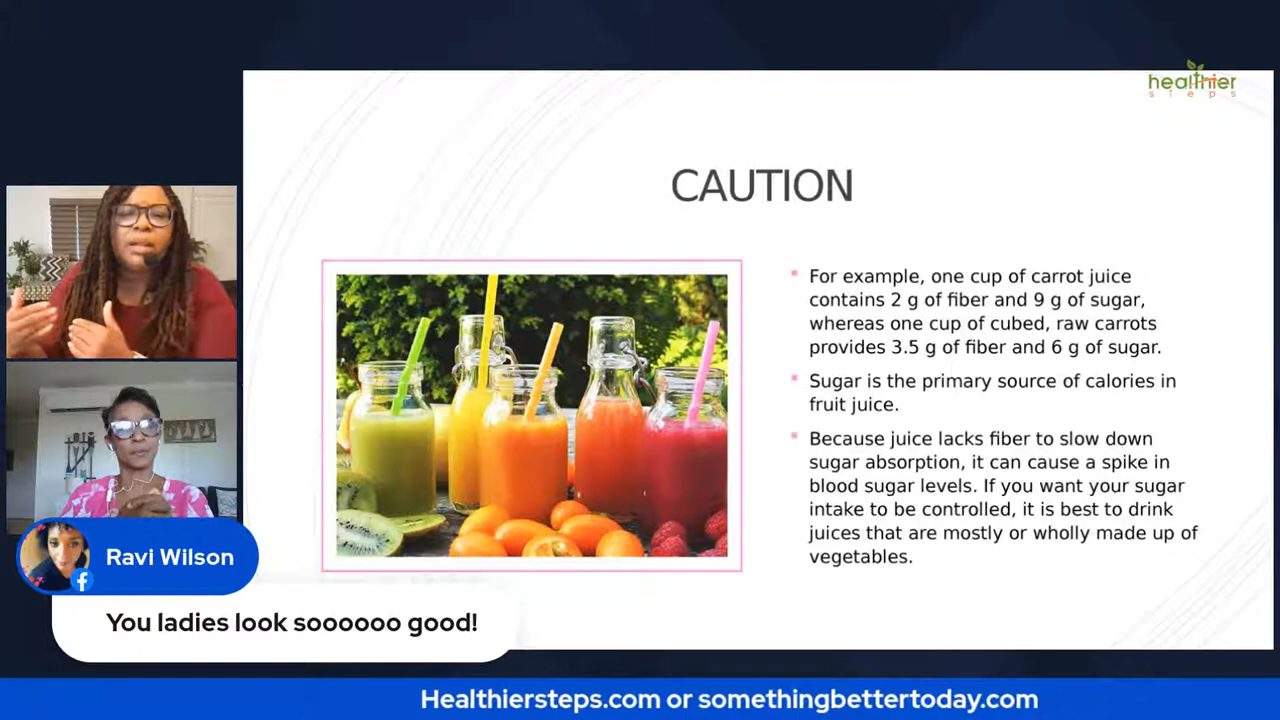 healthier
steps
CAUTION
For example, one cup of carrot juice
contains 2 g of fiber and 9 g of sugar,
whereas one cup of cubed, raw carrots
provides 3.5 g of fiber and 6 g of sugar.
Sugar is the primary source of calories in
fruit juice.
Because juice lacks fiber to slow down
sugar absorption, it can cause a spike in
blood sugar levels. If you want your sugar
intake to be controlled, it is best to drink
juices that are mostly or wholly made up of
vegetables.
Ravi Wilson
You ladies look soooooo good!
Healthiersteps.com or somethingbettertoday.com